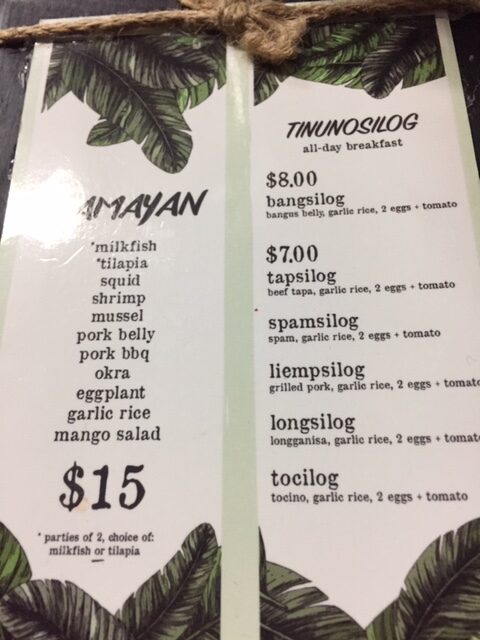 *milkfish
*tilapia
squid
shrimp
mussel
pork belly
pork bbq
okra
eggplant
garlic rice
mango salad
$15
* parties of 2, choice of:
milkfish or tilapia
TINUNOSILOG
all-day breakfast
$8.00
bangsilog
bangus belly, garlic rice, 2 eggs + tomato
$7.00
tapsilog
beef tapa, garlic rice, 2 eggs + tomato
spamsilog
spam, garlic rice, 2 eggs + tomato
liempsilog
grilled pork, garlic rice, 2 eggs +
longsilog
longganisa, garlic rice, 2 eggs +
tocilog
tocino, garlic rice, 2 eggs + tomato